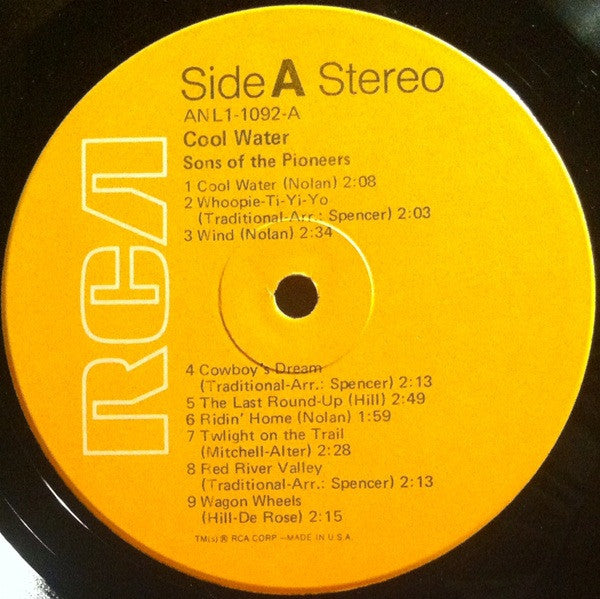 Side A Stereo
ANL1-1092-A
Cool Water
Sons of the Pioneers
1 Cool Water (Nolan) 2:08
2 Whoopie-Ti-Yi-Yo
(Traditional-Arr.: Spencer) 2:03
3 Wind (Nolan) 2:34
4 Cowboy's Dream
(Traditional-Arr.: Spencer) 2:13
5 The Last Round-Up (Hill) 2:49
6 Ridin' Home (Nolan) 1:59
7 Twlight on the Trail
(Mitchell-Alter) 2:28
8 Red River Valley
(Traditional-Arr.: Spencer) 2:13
9 Wagon Wheels
(Hill-De Rose) 2:15
TM(s) ® RCA CORP —MADE IN U.S.A.
RCA